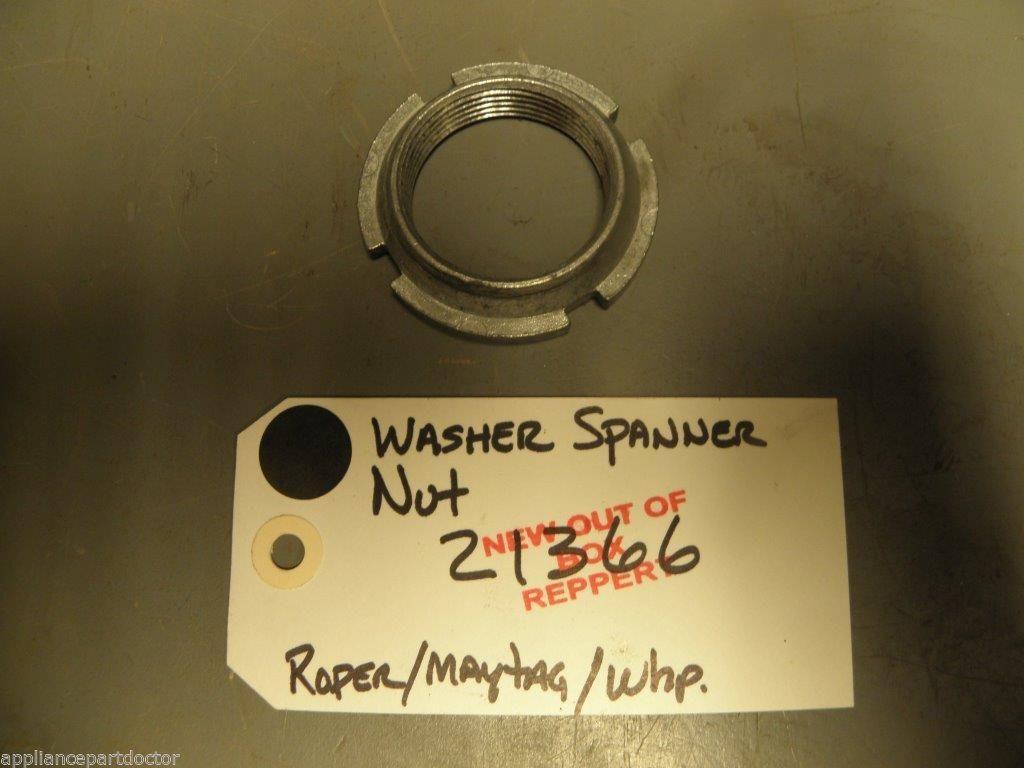 WASHER SPANNER
NUt
21366
NEW OUT OF
BOX
REPPERT
ROPER/MAYtAG/Whp.
appliancepartdoctor